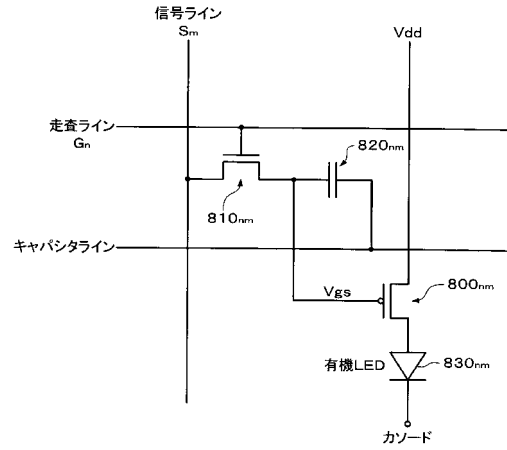 信号ライン
Sm
Vdd
走査ライン
Gn
820nm
810nm
キャパシタライン
Vgs
800nm
有機LED
830nm
カソード